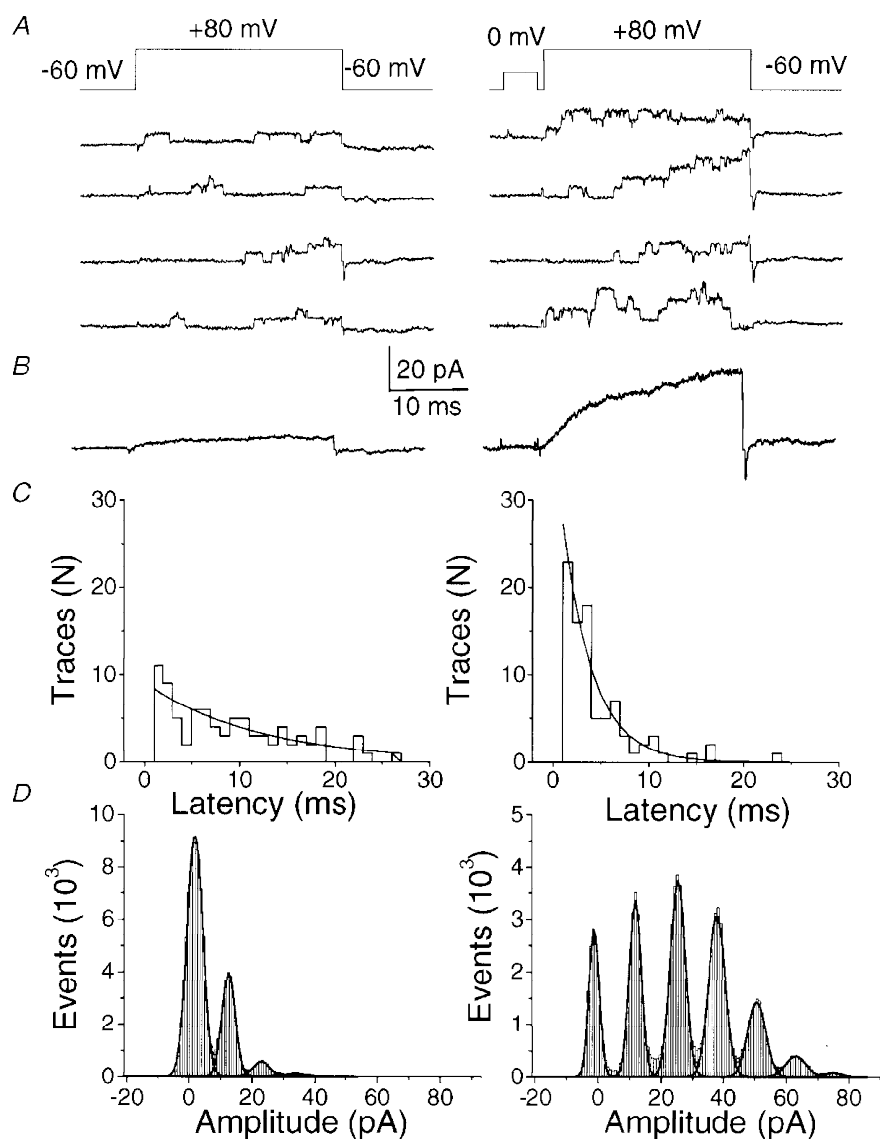 A
+80 mV
-60 mV
-60 mV
0 mV
+80 mV
-60 mV
B
20 pA
10 ms
C
30
20
10
0
Traces (N)
0 10 20 30
Latency (ms)
30
20
10
0
Traces (N)
0 10 20 30
Latency (ms)
D
10
8
6
4
2
0
Events (10³)
-20 0 20 40 60 80
Amplitude (pA)
5
4
3
2
1
0
Events (10³)
-20 0 20 40 60 80
Amplitude (pA)